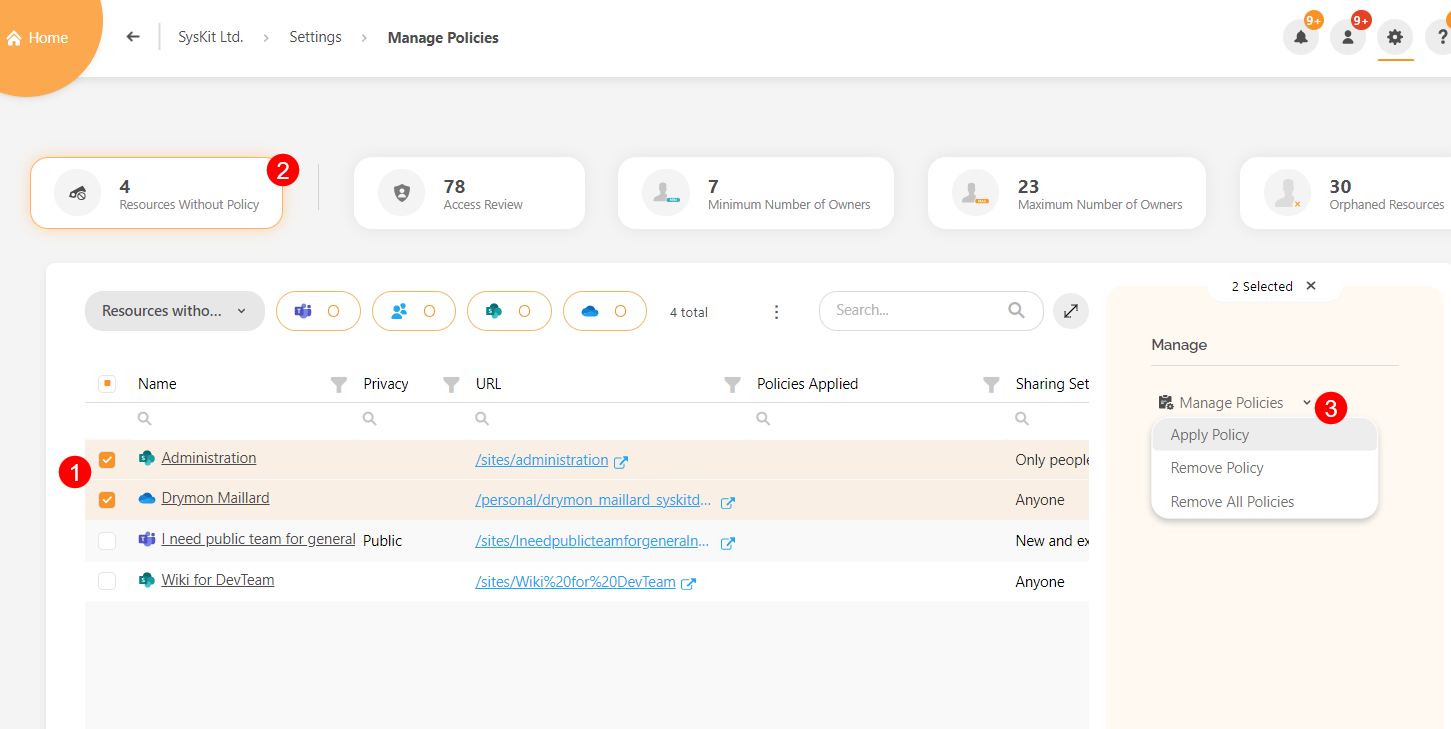 Home
SysKit Ltd. > Settings > Manage Policies
9+
9+
?
2
4
Resources Without Policy
78
Access Review
7
Minimum Number of Owners
23
Maximum Number of Owners
30
Orphaned Resources
Resources witho...
4 total
Search...
2 Selected
Manage
Manage Policies
3
Apply Policy
Remove Policy
Remove All Policies
Name Privacy URL Policies Applied Sharing Set
1
Administration /sites/administration Only people
Drymon Maillard /personal/drymon_maillard_syskitd... Anyone
I need public team for general Public /sites/Ineedpublicteamforgeneraln... New and ex
Wiki for DevTeam /sites/Wiki%20for%20DevTeam Anyone